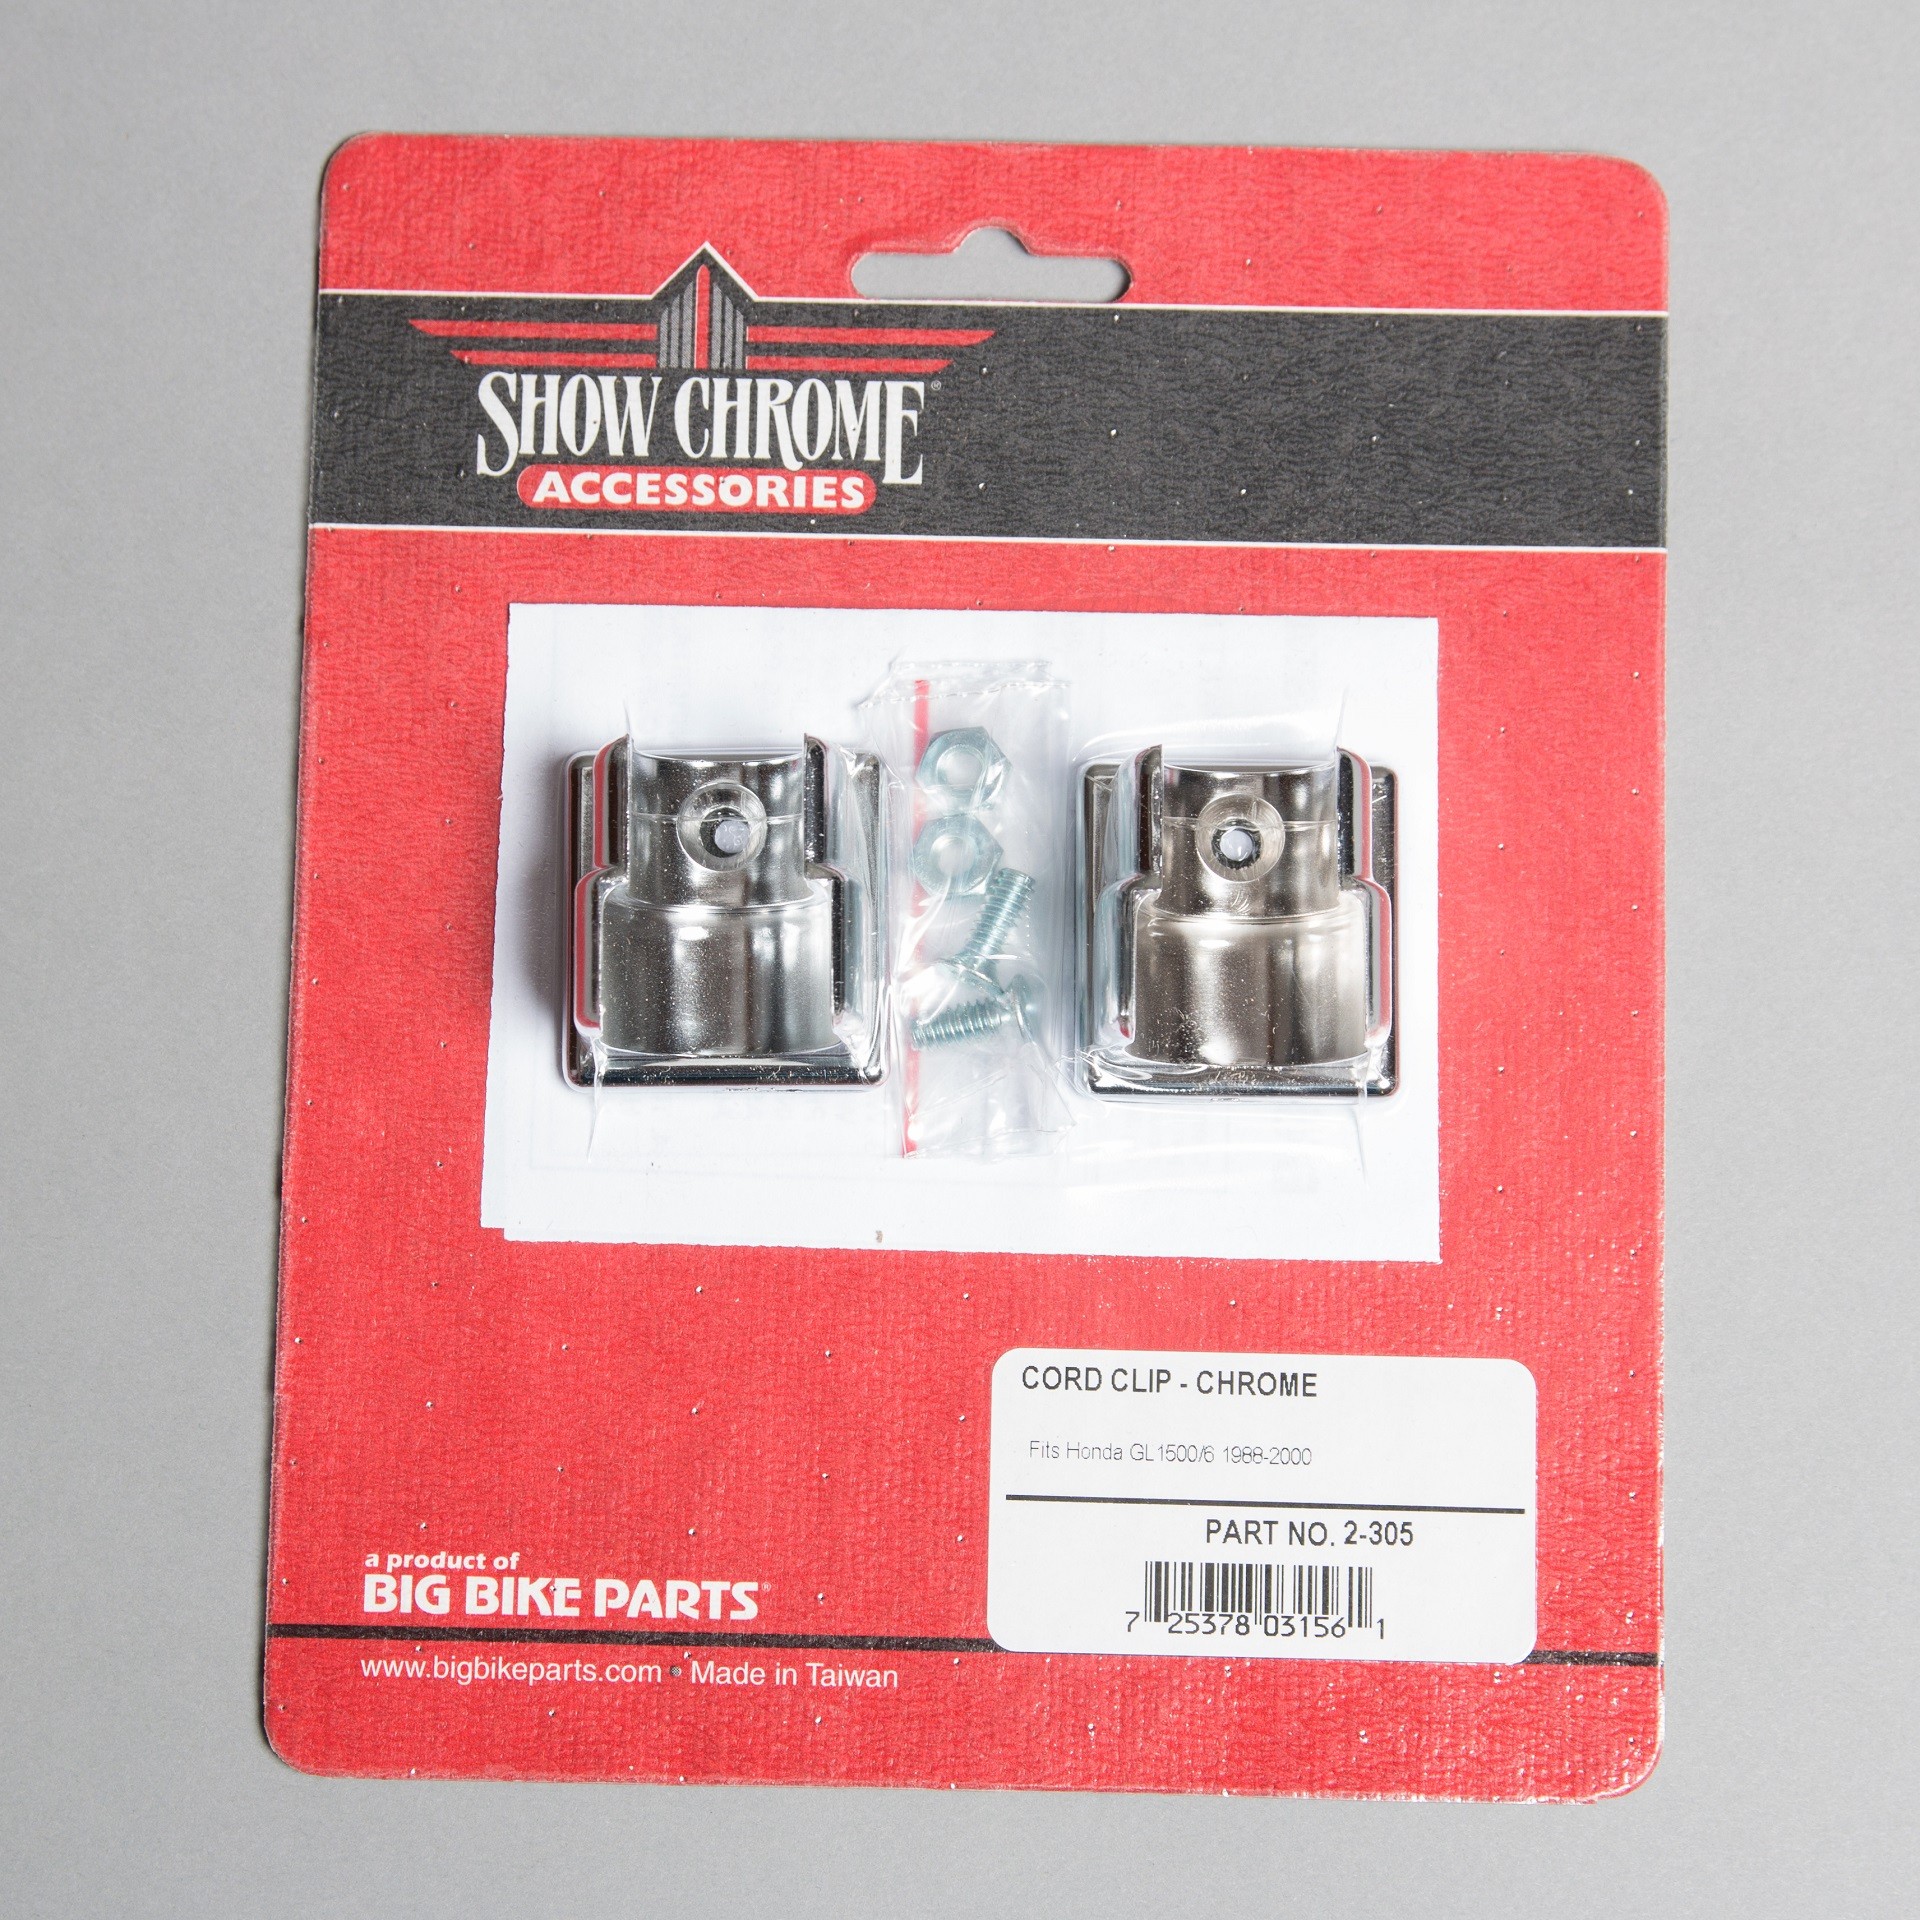 SHOW CHROME®
ACCESSORIES
CORD CLIP - CHROME
Fits Honda GL1500/6 1988-2000
PART NO. 2-305
7 25378 03156 1
a product of
BIG BIKE PARTS®
www.bigbikeparts.com • Made in Taiwan